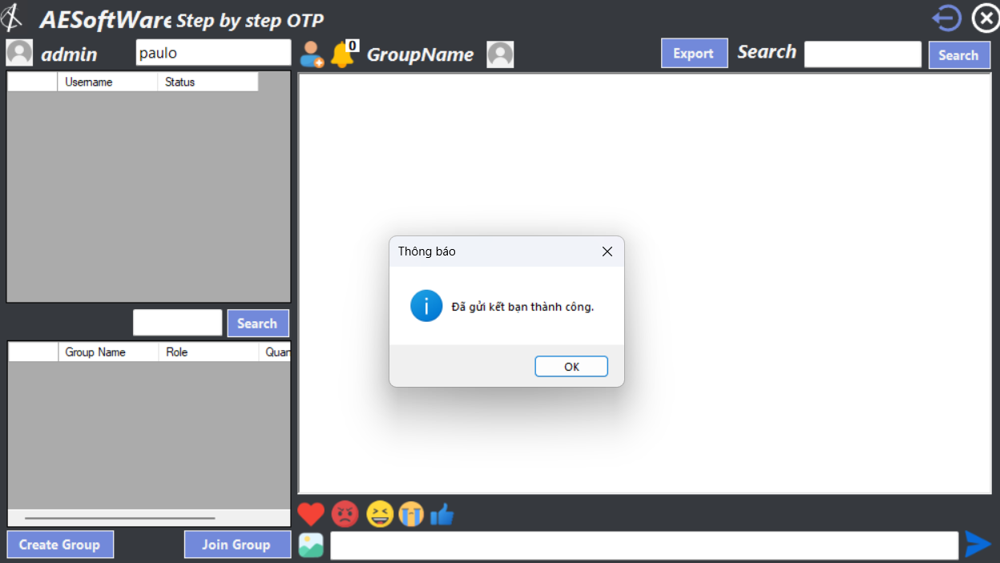 AESoftWare Step by step OTP
admin
paulo
0
GroupName
Export
Search
Search
Username Status
Thông báo
Đã gửi kết bạn thành công.
OK
Search
Group Name Role Quan
Create Group
Join Group